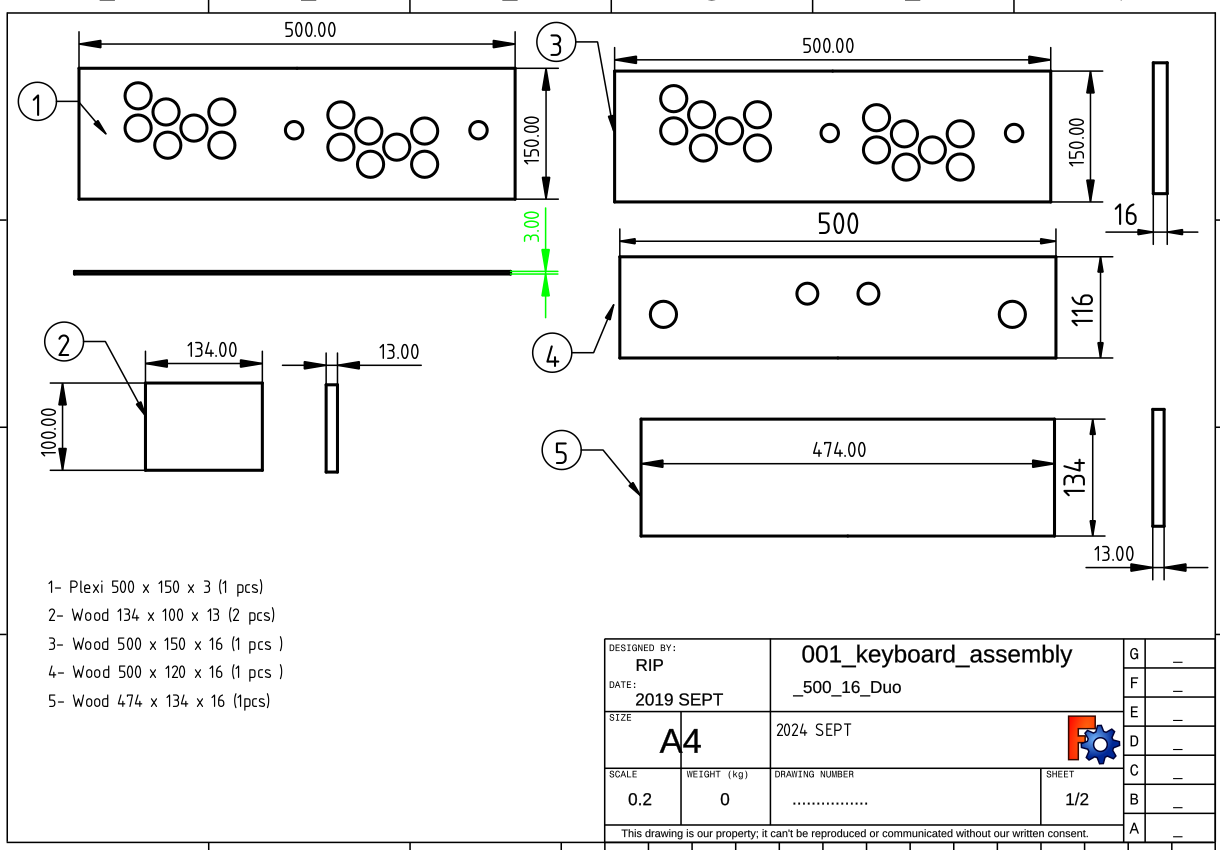 500.00
1
150.00
3
500.00
150.00
16
3.00
500
4
116
2
134.00
13.00
100.00
5
474.00
134
13.00
1- Plexi 500 x 150 x 3 (1 pcs)
2- Wood 134 x 100 x 13 (2 pcs)
3- Wood 500 x 150 x 16 (1 pcs )
4- Wood 500 x 120 x 16 (1 pcs )
5- Wood 474 x 134 x 16 (1pcs)
DESIGNED BY:
RIP
DATE:
2019 SEPT
001_keyboard_assembly
_500_16_Duo
SIZE
A4
2024 SEPT
SCALE
0.2
WEIGHT (kg)
0
DRAWING NUMBER
................
SHEET
1/2
This drawing is our property; it can't be reproduced or communicated without our written consent.
G _
F _
E _
D _
C _
B _
A _